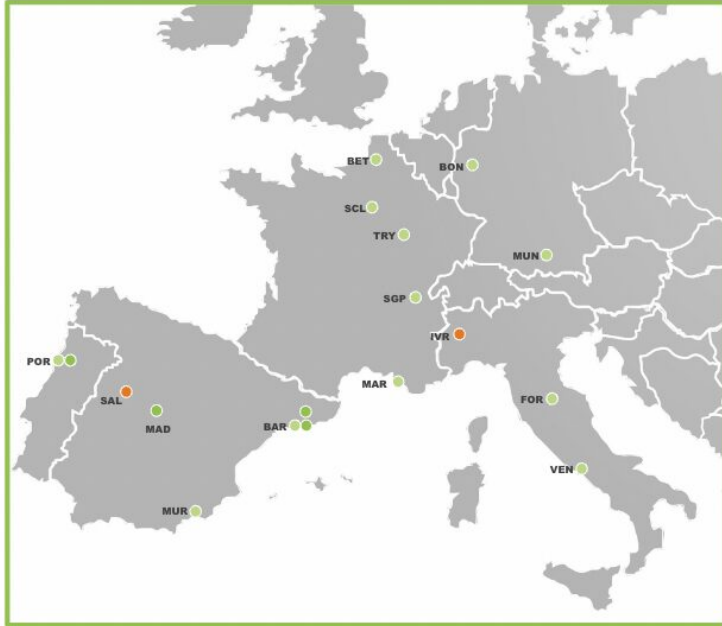 BET
BON
SCL
TRY
MUN
SGP
IVR
POR
MAR
SAL
FOR
MAD
BAR
VEN
MUR